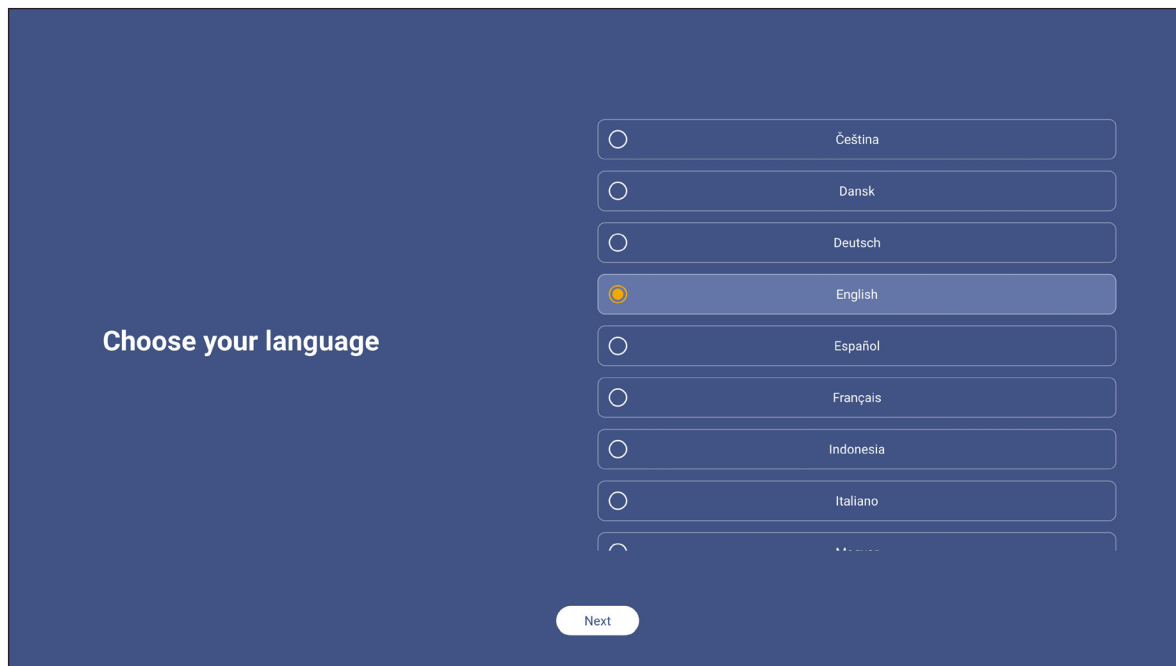 Choose your language
Čeština
Dansk
Deutsch
English
Español
Français
Indonesia
Italiano
Next